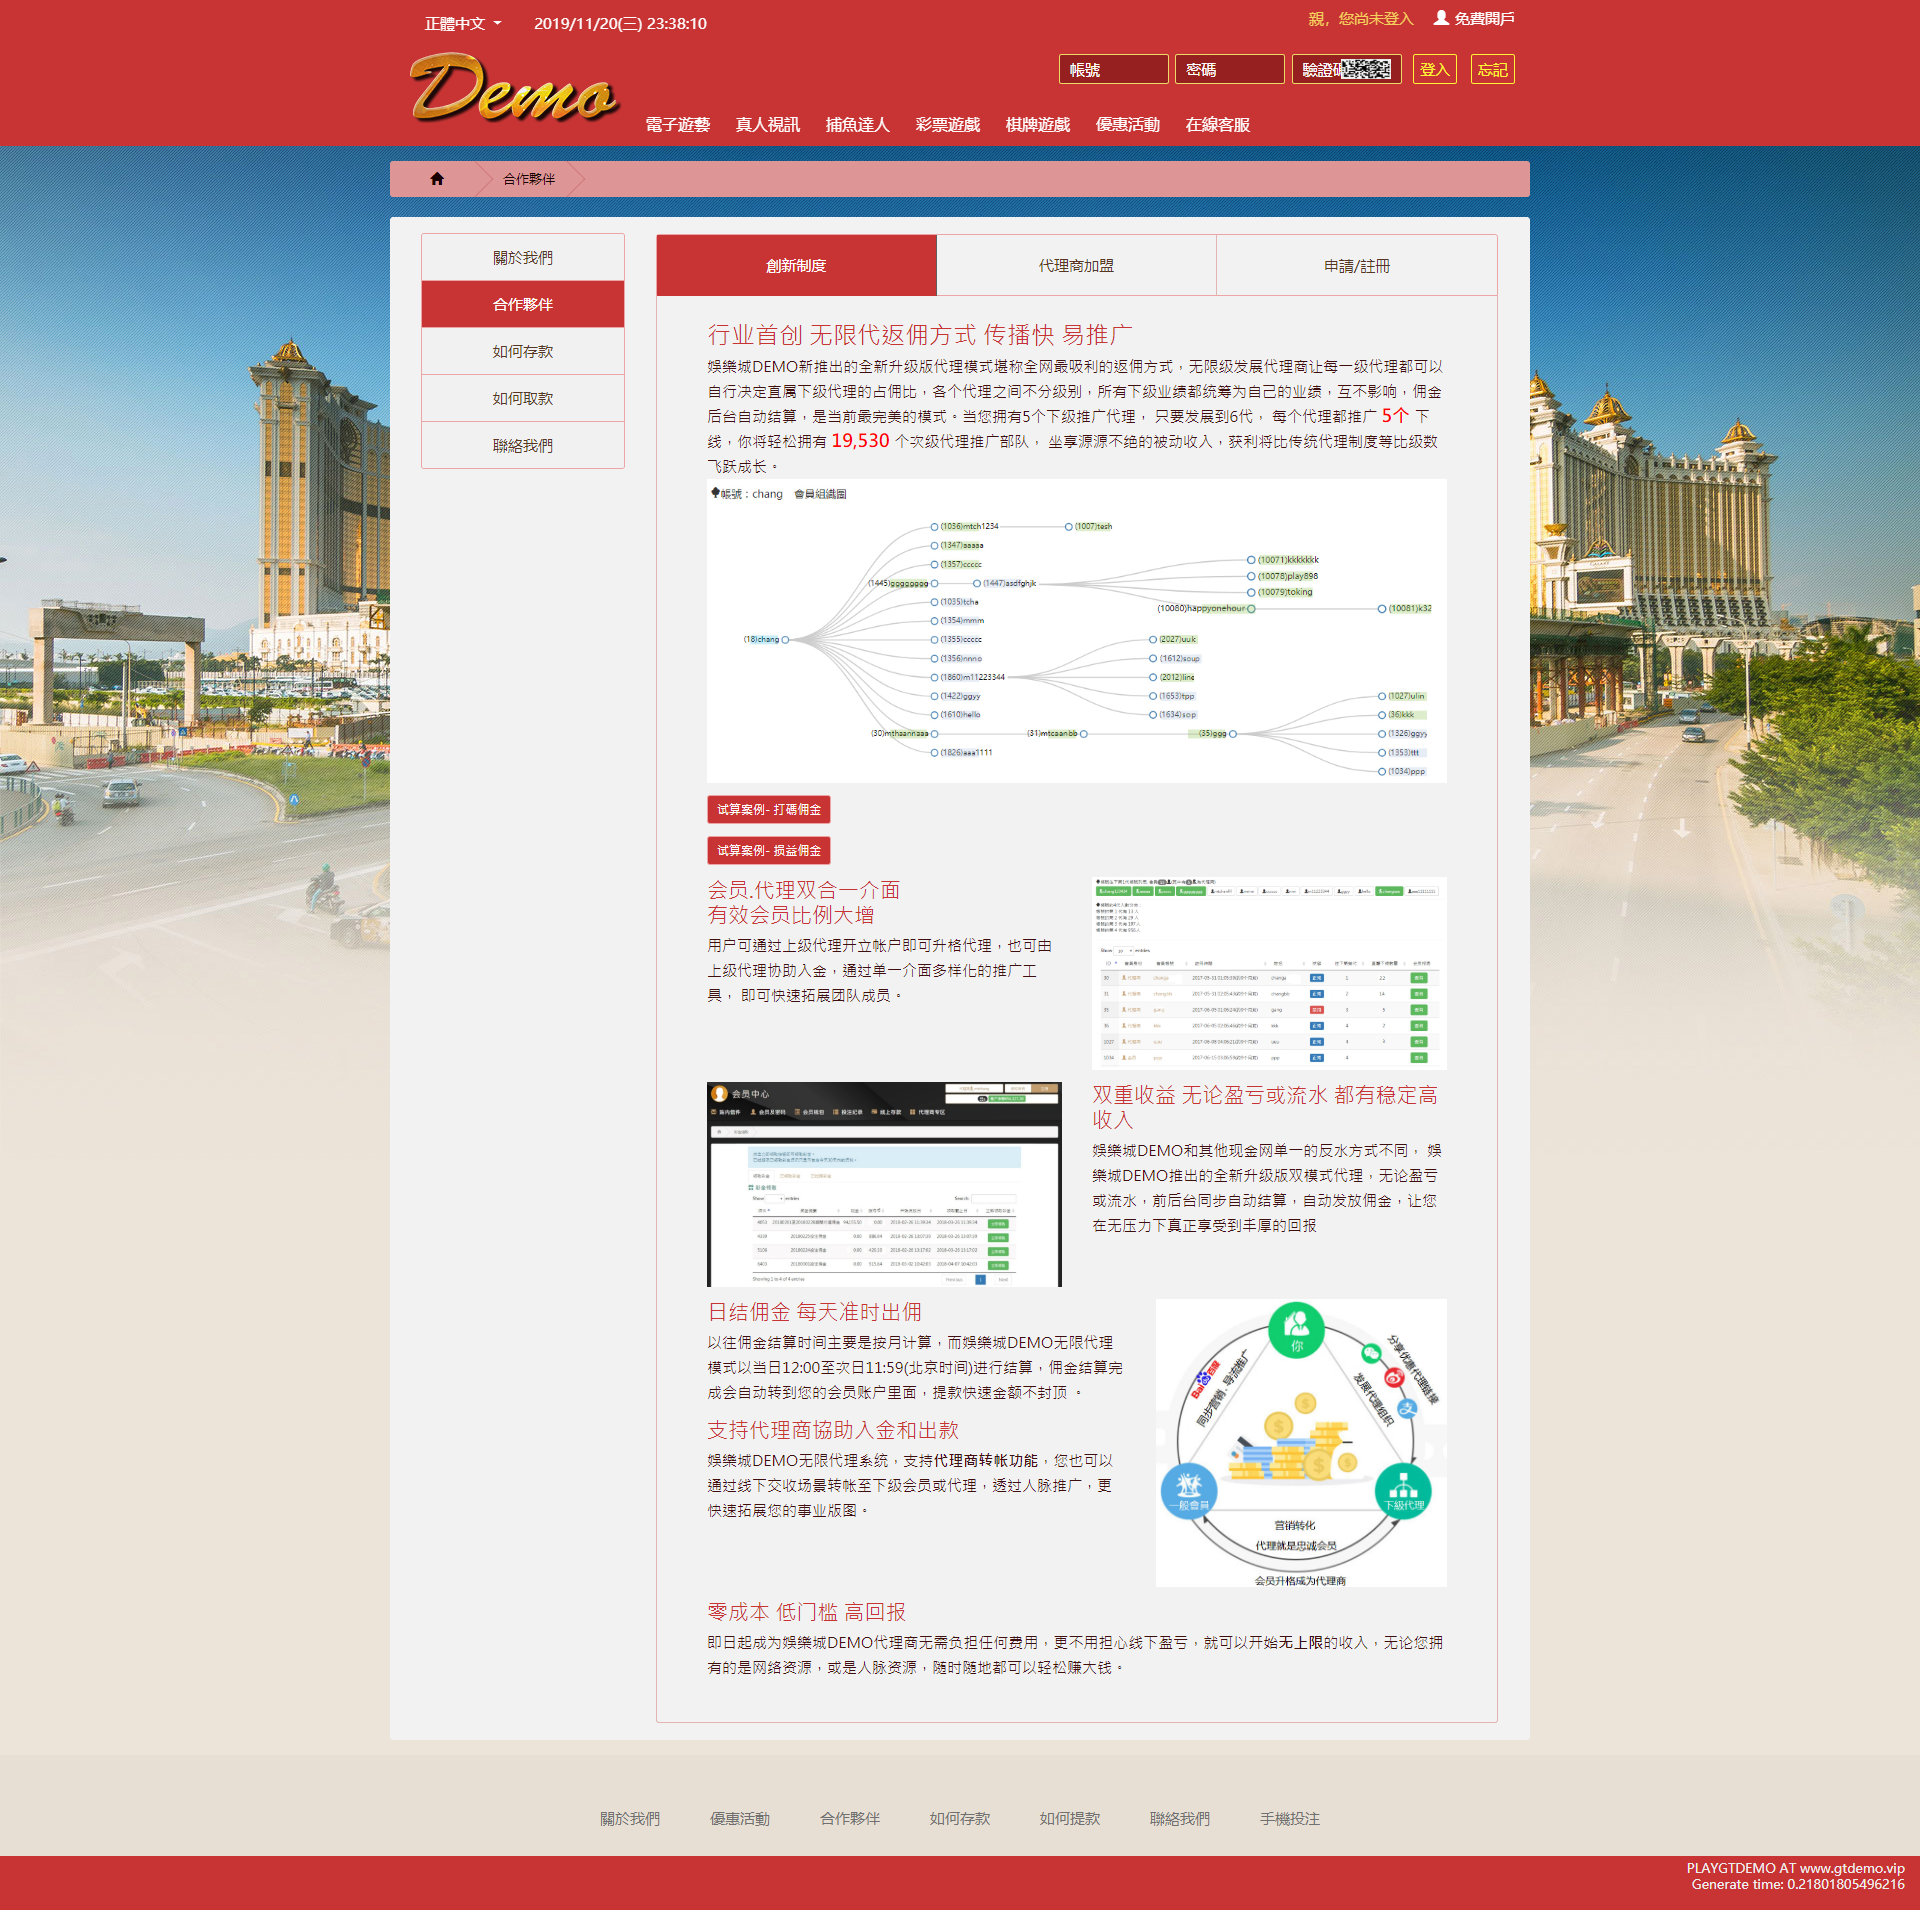 正體中文
2019/11/20(三) 23:38:10
親, 您尚未登入
免費開戶
Demo
帳號
密碼
驗證碼
登入
忘記
電子遊藝 真人視訊 捕魚達人 彩票遊戲 棋牌遊戲 優惠活動 在線客服
合作夥伴
關於我們
合作夥伴
如何存款
如何取款
聯絡我們
創新制度
代理商加盟
申請/註冊
行业首创 无限代返佣方式 传播快 易推广
娛樂城DEMO新推出的全新升级版代理模式堪称全网最吸利的返佣方式，无限级发展代理商让每一级代理都可以
自行决定直属下级代理的占佣比，各个代理之间不分级别，所有下级业绩都统筹为自己的业绩，互不影响，佣金
后台自动结算，是当前最完美的模式。当您拥有5个下级推广代理， 只要发展到6代， 每个代理都推广 5个 下
线，你将轻松拥有 19,530 个次级代理推广部队， 坐享源源不绝的被动收入，获利将比传统代理制度等比级数
飞跃成长。
帳號：chang 會員組織圖
(1036)mtch1234
(1007)tesh
(1347)aaaaa
(1357)ccccc
(10071)kkkkkkk
(10078)play898
(1445)gggggggg
(1447)asdfghjk
(10079)toking
(1035)tcha
(10080)happyonehour
(10081)k32
(1354)mmm
(18)chang
(1355)ccccc
(2027)uuk
(1356)nnno
(1612)soup
(1860)m11223344
(2012)line
(1422)ggyy
(1653)tpp
(1027)ulin
(1610)hello
(1634)sop
(36)kkk
(30)mthaannaaa
(31)mtcaanbb
(35)ggg
(1326)ggyy
(1826)aaa1111
(1353)ttt
(1034)ppp
试算案例- 打碼佣金
试算案例- 损益佣金
会员.代理双合一介面
有效会员比例大增
用户可通过上级代理开立帐户即可升格代理，也可由
上级代理协助入金，通过单一介面多样化的推广工
具， 即可快速拓展团队成员。
会员中心
双重收益 无论盈亏或流水 都有稳定高
收入
娛樂城DEMO和其他现金网单一的反水方式不同， 娛
樂城DEMO推出的全新升级版双模式代理，无论盈亏
或流水，前后台同步自动结算，自动发放佣金，让您
在无压力下真正享受到丰厚的回报
Showing 1 to 4 of 4 entries
日结佣金 每天准时出佣
以往佣金结算时间主要是按月计算，而娛樂城DEMO无限代理
模式以当日12:00至次日11:59(北京时间)进行结算，佣金结算完
成会自动转到您的会员账户里面，提款快速金额不封顶 。
支持代理商協助入金和出款
娛樂城DEMO无限代理系统，支持代理商转帐功能，您也可以
通过线下交收场景转帐至下级会员或代理，透过人脉推广，更
快速拓展您的事业版图。
你
Bai百度
同步营销、导流推广
分享优惠代理链接
发展代理组织
一般會員
下級代理
营销转化
代理就是忠诚会员
会员升格成为代理商
零成本 低门槛 高回报
即日起成为娛樂城DEMO代理商无需负担任何费用，更不用担心线下盈亏，就可以开始无上限的收入，无论您拥
有的是网络资源，或是人脉资源，随时随地都可以轻松赚大钱。
關於我們 優惠活動 合作夥伴 如何存款 如何提款 聯絡我們 手機投注
PLAYGTDEMO AT www.gtdemo.vip
Generate time: 0.21801805496216